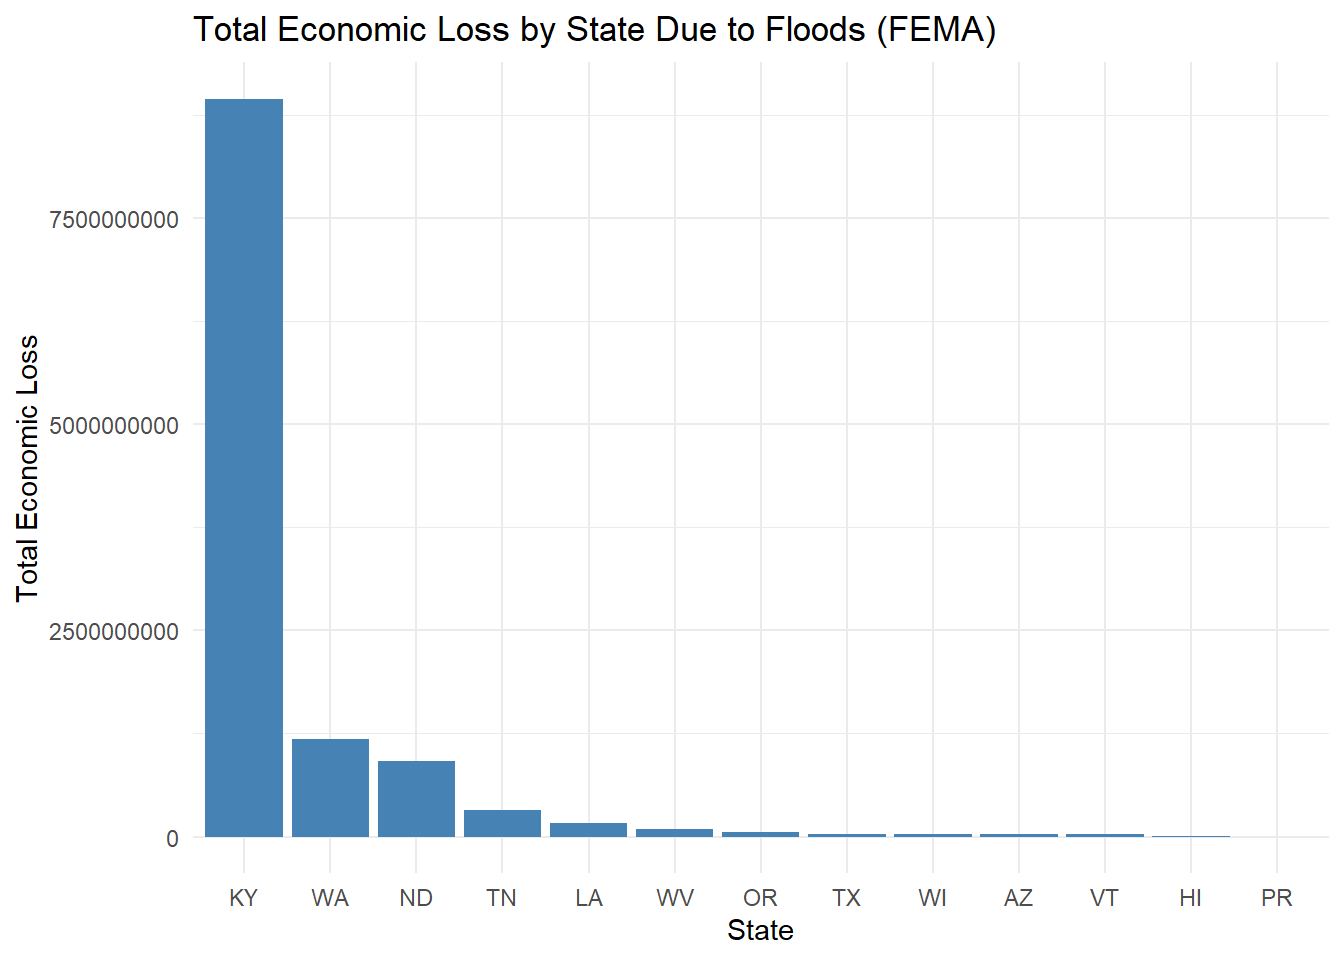 Total Economic Loss by State Due to Floods (FEMA)
Total Economic Loss
7500000000
5000000000
2500000000
0
KY WA ND TN LA WV OR TX WI AZ VT HI PR
State